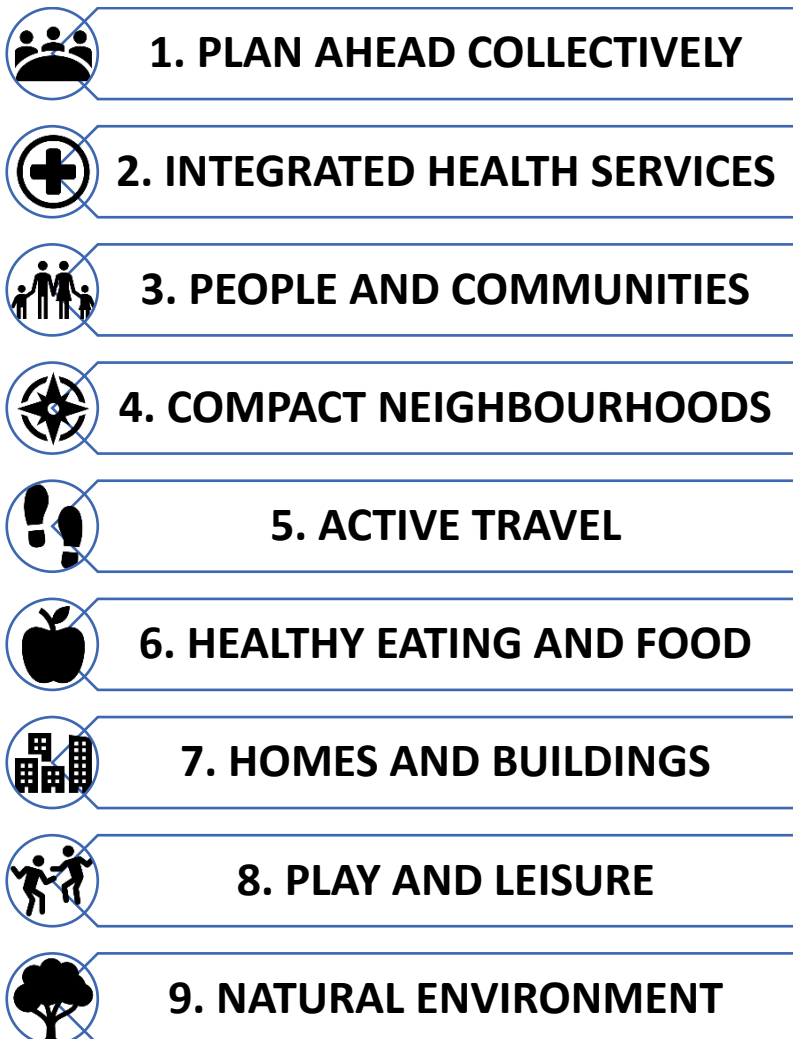 1. PLAN AHEAD COLLECTIVELY
2. INTEGRATED HEALTH SERVICES
3. PEOPLE AND COMMUNITIES
4. COMPACT NEIGHBOURHOODS
5. ACTIVE TRAVEL
6. HEALTHY EATING AND FOOD
7. HOMES AND BUILDINGS
8. PLAY AND LEISURE
9. NATURAL ENVIRONMENT